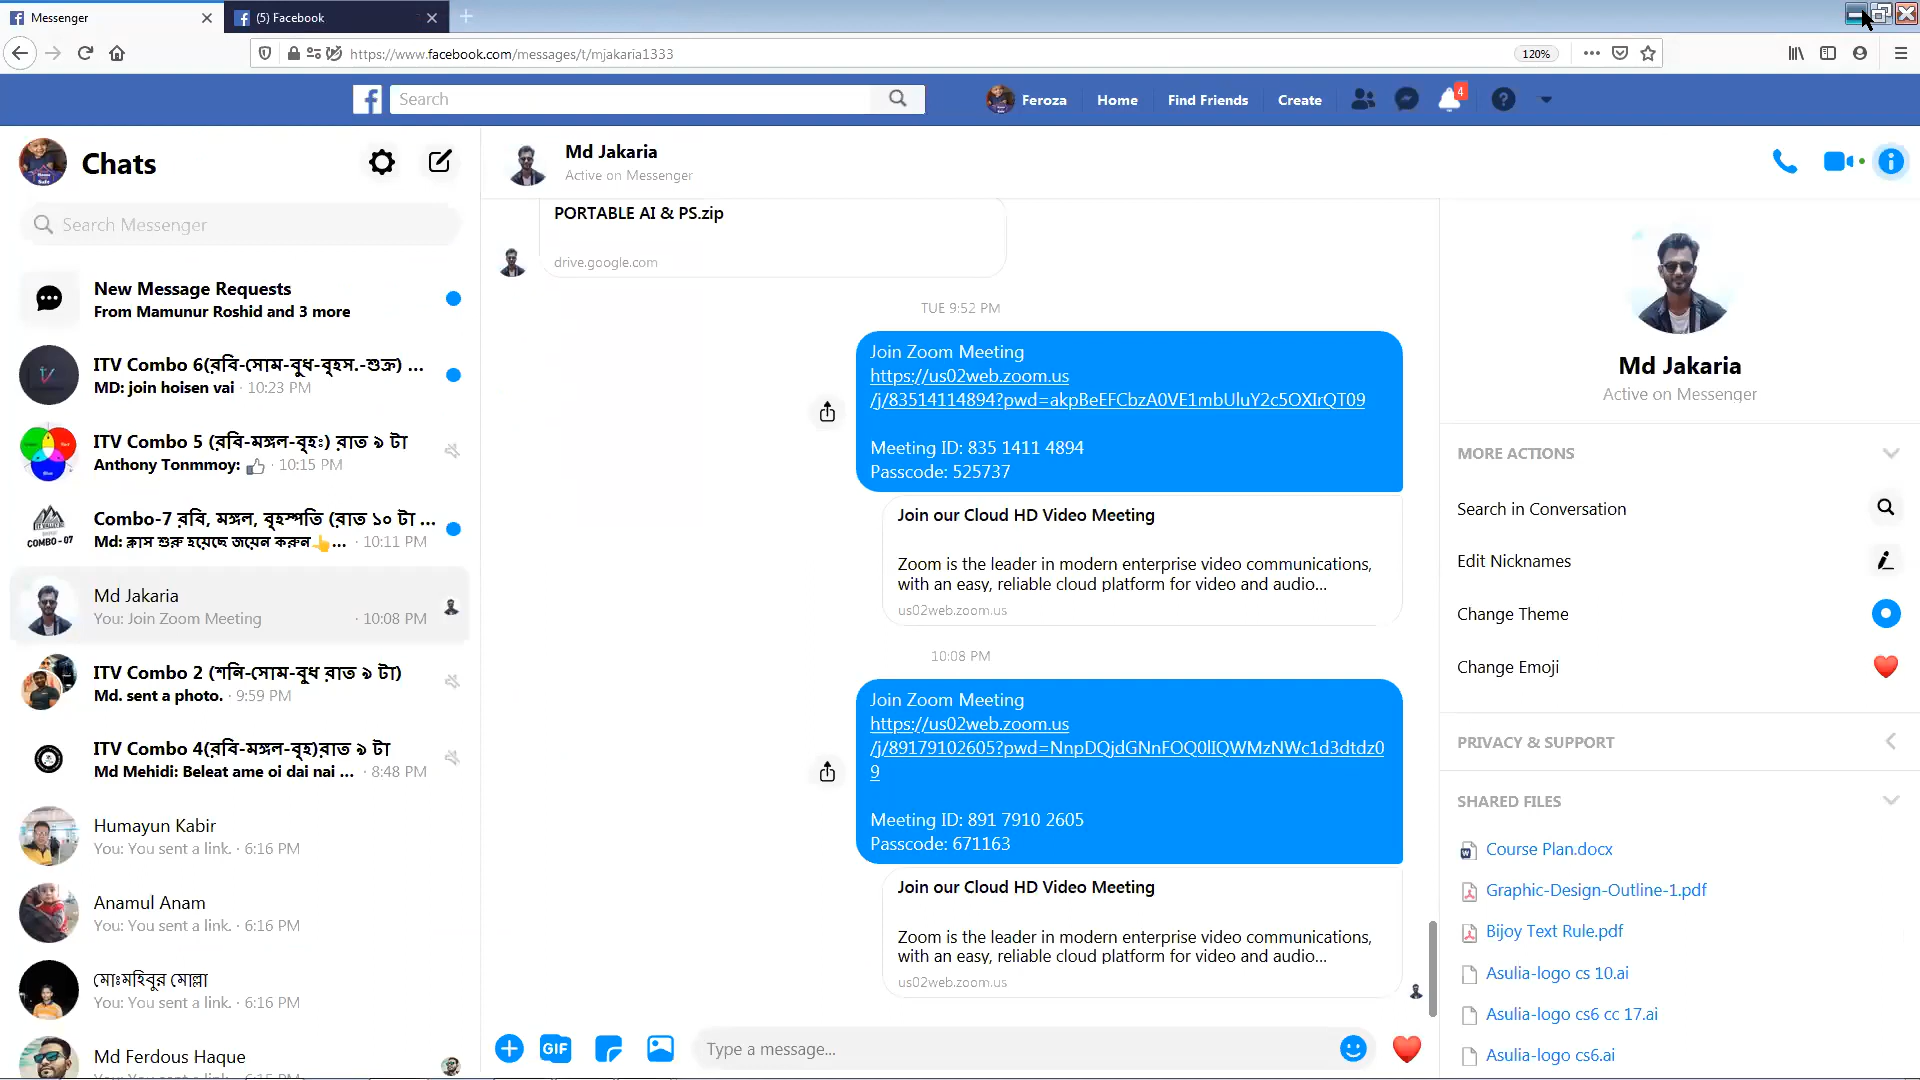 Messenger
(5) Facebook
https://www.facebook.com/messages/t/mjakaria1333
120%
Search
Feroza
Home
Find Friends
Create
4
Chats
Search Messenger
New Message Requests
From Mamunur Roshid and 3 more
ITV Combo 6(রবি-সোম-বুধ-বৃহস.-শুক্র) ...
MD: join hoisen vai · 10:23 PM
ITV Combo 5 (রবি-মঙ্গল-বৃহঃ) রাত ৯ টা
Anthony Tonmmoy: · 10:15 PM
COMBO - 07
Combo-7 রবি, মঙ্গল, বৃহস্পতি (রাত ১০ টা ...
Md: ক্লাস শুরু হয়েছে জয়েন করুন👆... · 10:11 PM
Md Jakaria
You: Join Zoom Meeting · 10:08 PM
ITV Combo 2 (শনি-সোম-বুধ রাত ৯ টা)
Md. sent a photo. · 9:59 PM
ITV Combo 4(রবি-মঙ্গল-বৃহ)রাত ৯ টা
Md Mehidi: Beleat ame oi dai nai ... · 8:48 PM
Humayun Kabir
You: You sent a link. · 6:16 PM
Anamul Anam
You: You sent a link. · 6:16 PM
মোঃমহিবুর মোল্লা
You: You sent a link. · 6:16 PM
Md Ferdous Haque
You: You sent a link. · 6:15 PM
Md Jakaria
Active on Messenger
PORTABLE AI & PS.zip
drive.google.com
TUE 9:52 PM
Join Zoom Meeting
https://us02web.zoom.us
/j/83514114894?pwd=akpBeEFCbzA0VE1mbUluY2c5OXIrQT09
Meeting ID: 835 1411 4894
Passcode: 525737
Join our Cloud HD Video Meeting
Zoom is the leader in modern enterprise video communications,
with an easy, reliable cloud platform for video and audio...
us02web.zoom.us
10:08 PM
Join Zoom Meeting
https://us02web.zoom.us
/j/89179102605?pwd=NnpDQjdGNnFOQ0lIQWMzNWc1d3dtdz0
9
Meeting ID: 891 7910 2605
Passcode: 671163
Join our Cloud HD Video Meeting
Zoom is the leader in modern enterprise video communications,
with an easy, reliable cloud platform for video and audio...
us02web.zoom.us
GIF
Type a message...
Md Jakaria
Active on Messenger
MORE ACTIONS
Search in Conversation
Edit Nicknames
Change Theme
Change Emoji
PRIVACY & SUPPORT
SHARED FILES
Course Plan.docx
Graphic-Design-Outline-1.pdf
Bijoy Text Rule.pdf
Asulia-logo cs 10.ai
Asulia-logo cs6 cc 17.ai
Asulia-logo cs6.ai